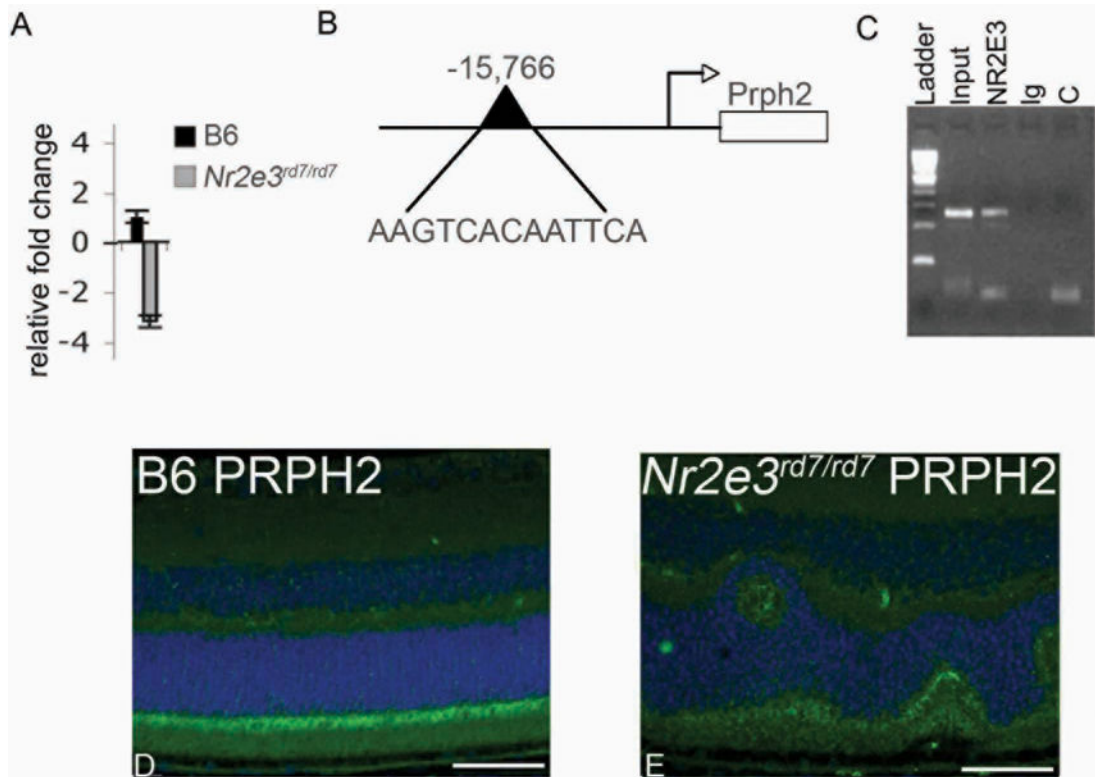 A
relative fold change
4
2
0
-2
-4
B6
Nr2e3rd7/rd7
B
-15,766
Prph2
AAGTCACAATTCA
C
Ladder
Input
NR2E3
Ig
C
B6 PRPH2
D
Nr2e3rd7/rd7 PRPH2
E